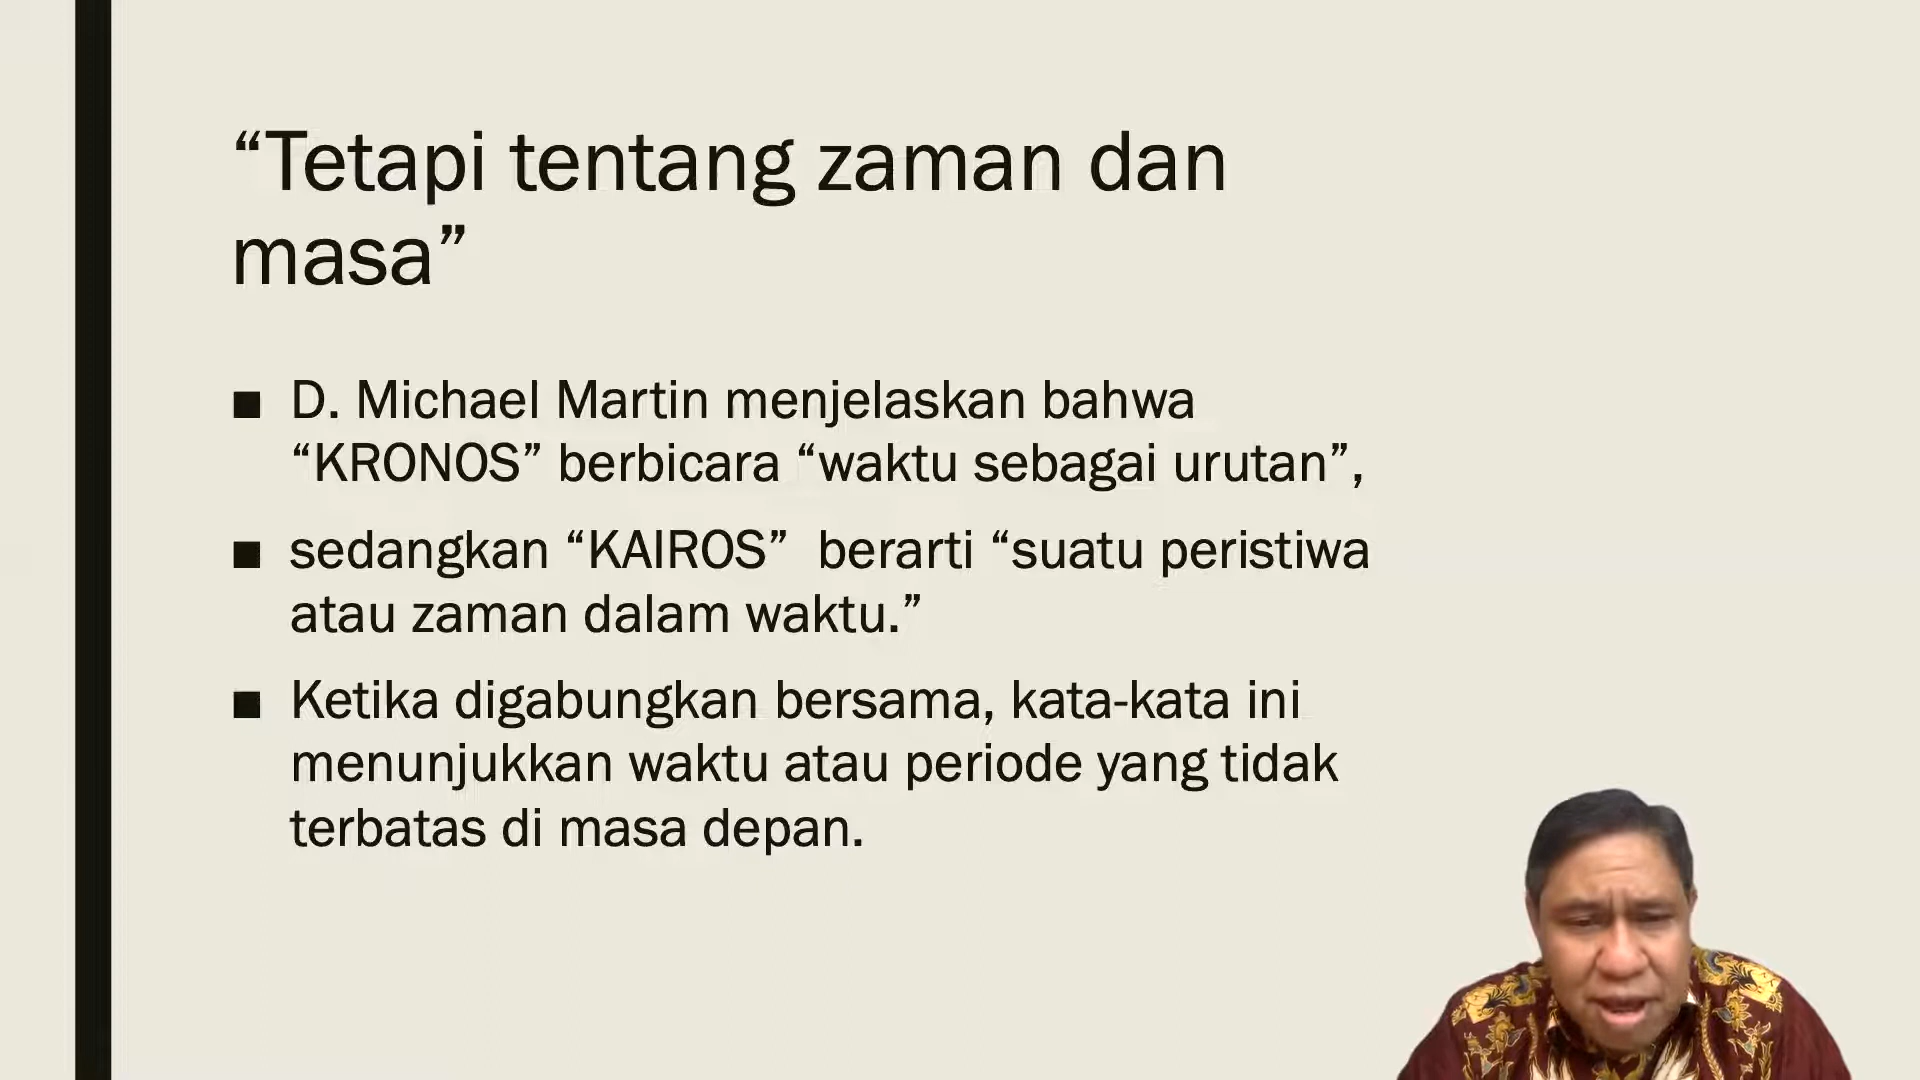 “Tetapi tentang zaman dan
masa”
■ D. Michael Martin menjelaskan bahwa
“KRONOS” berbicara “waktu sebagai urutan”,
■ sedangkan “KAIROS”  berarti “suatu peristiwa
atau zaman dalam waktu.”
■ Ketika digabungkan bersama, kata-kata ini
menunjukkan waktu atau periode yang tidak
terbatas di masa depan.